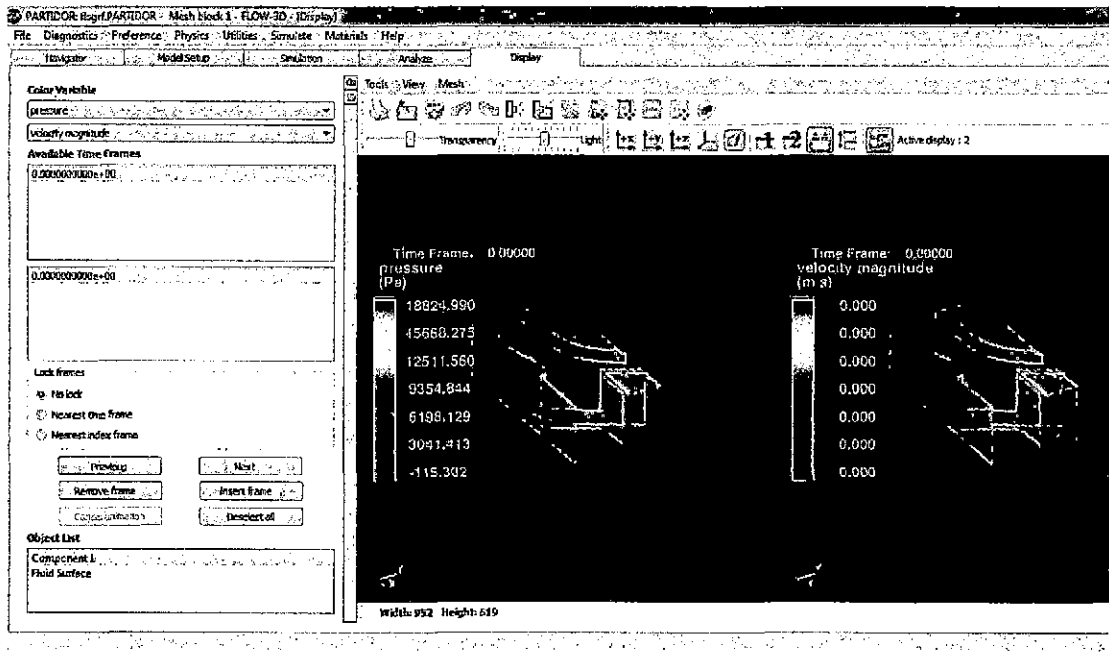 PARTIDOR: flsgrf.PARTIDOR - Mesh block 1 - FLOW-3D - [Display]
File Diagnostics Preference Physics Utilities Simulate Materials Help
Navigator Model Setup Simulation Analyze Display
Tools View Mesh
Transparency Light Active display : 2
Color Variable
pressure
velocity magnitude
Available Time Frames
0.0000000000e+00
0.0000000000e+00
Lock frames
No lock
Nearest time frame
Nearest index frame
Previous Next
Remove frame Insert frame
Deselect all
Object List
Component 1
Fluid Surface
Time Frame: 0.00000
pressure
(Pa)
18824.990
15668.275
12511.560
9354.844
6198.129
3041.413
-115.302
Time Frame: 0.00000
velocity magnitude
(m s)
0.000
0.000
0.000
0.000
0.000
0.000
0.000
Width: 952 Height: 619